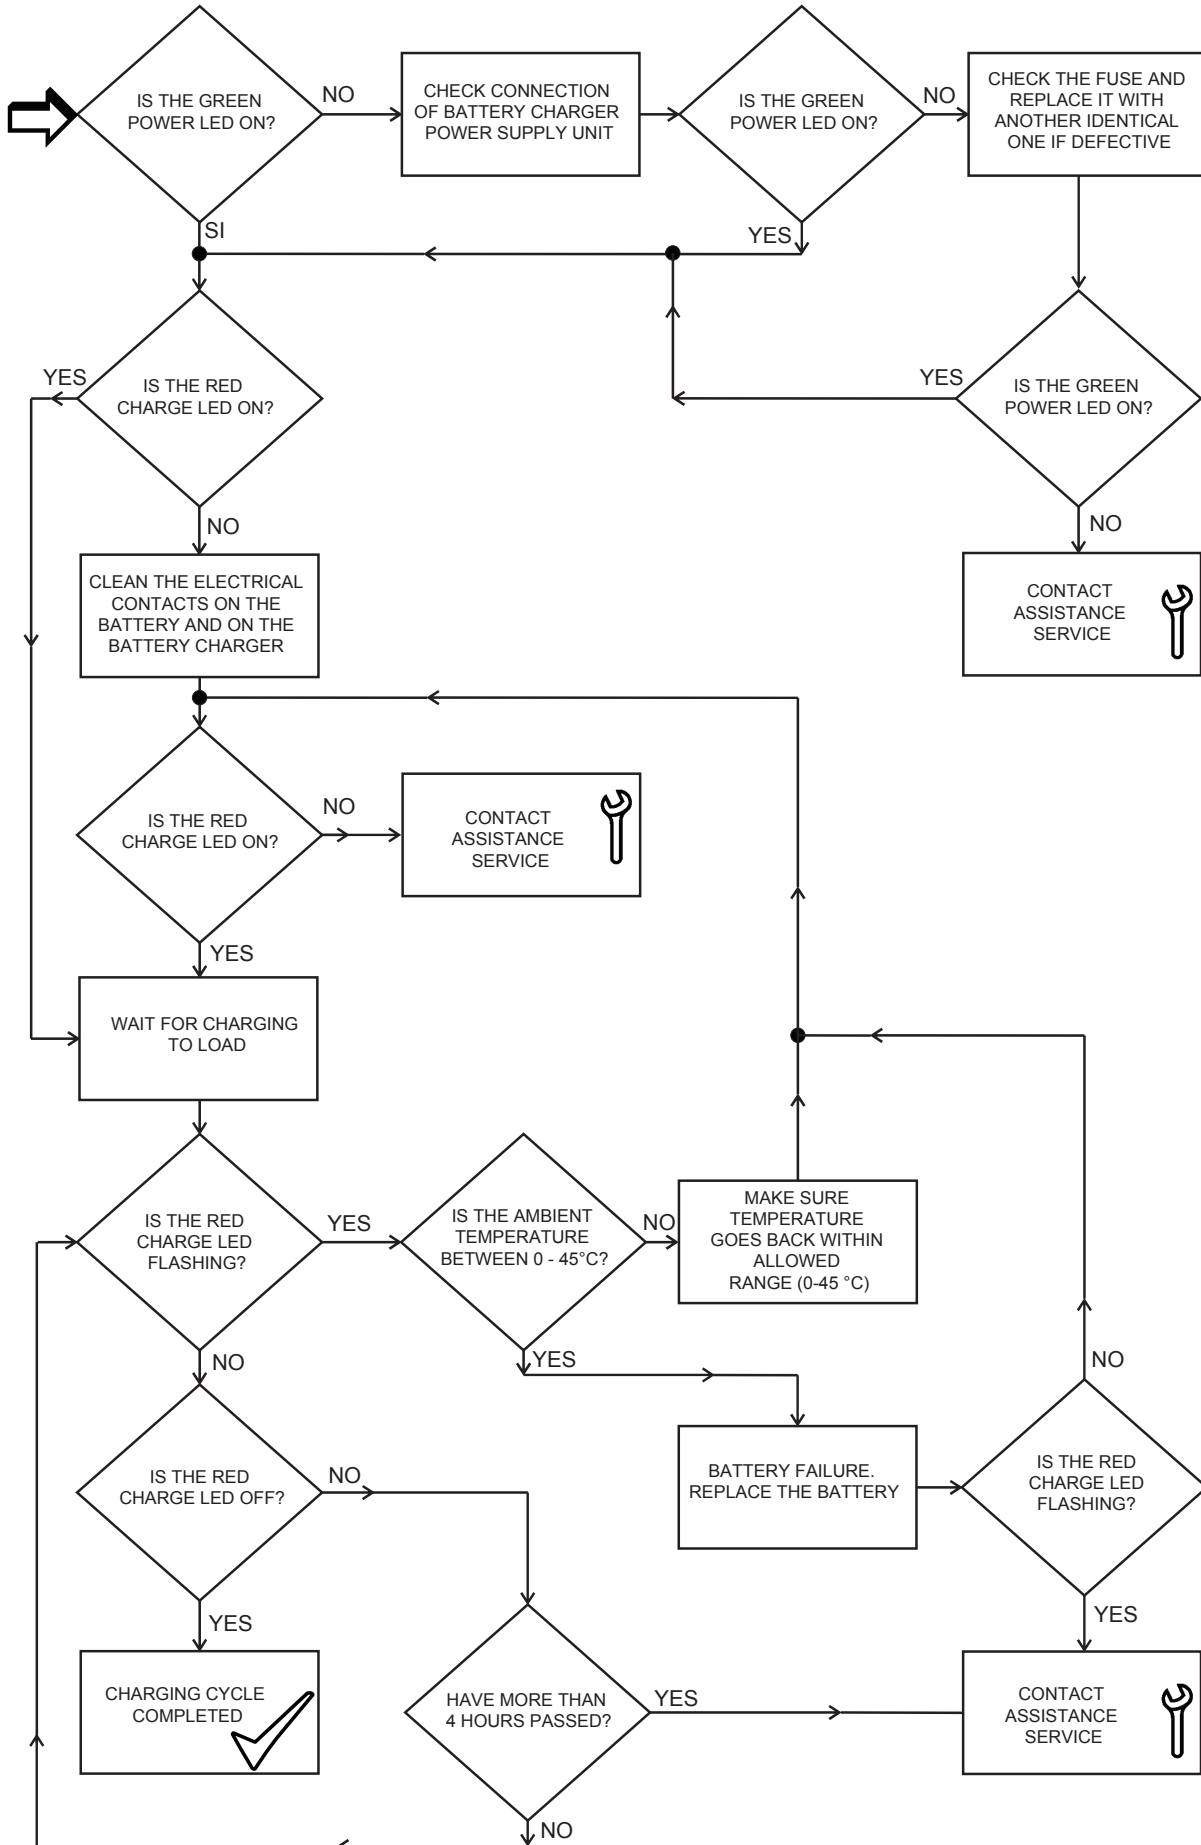 IS THE GREEN
POWER LED ON?
NO
CHECK CONNECTION
OF BATTERY CHARGER
POWER SUPPLY UNIT
IS THE GREEN
POWER LED ON?
NO
CHECK THE FUSE AND
REPLACE IT WITH
ANOTHER IDENTICAL
ONE IF DEFECTIVE
SI
YES
YES
IS THE RED
CHARGE LED ON?
YES
IS THE GREEN
POWER LED ON?
NO
NO
CLEAN THE ELECTRICAL
CONTACTS ON THE
BATTERY AND ON THE
BATTERY CHARGER
CONTACT
ASSISTANCE
SERVICE
IS THE RED
CHARGE LED ON?
NO
CONTACT
ASSISTANCE
SERVICE
YES
WAIT FOR CHARGING
TO LOAD
IS THE RED
CHARGE LED
FLASHING?
YES
IS THE AMBIENT
TEMPERATURE
BETWEEN 0 - 45°C?
NO
MAKE SURE
TEMPERATURE
GOES BACK WITHIN
ALLOWED
RANGE (0-45 °C)
NO
YES
NO
IS THE RED
CHARGE LED OFF?
NO
BATTERY FAILURE.
REPLACE THE BATTERY
IS THE RED
CHARGE LED
FLASHING?
YES
YES
CHARGING CYCLE
COMPLETED
HAVE MORE THAN
4 HOURS PASSED?
YES
CONTACT
ASSISTANCE
SERVICE
NO